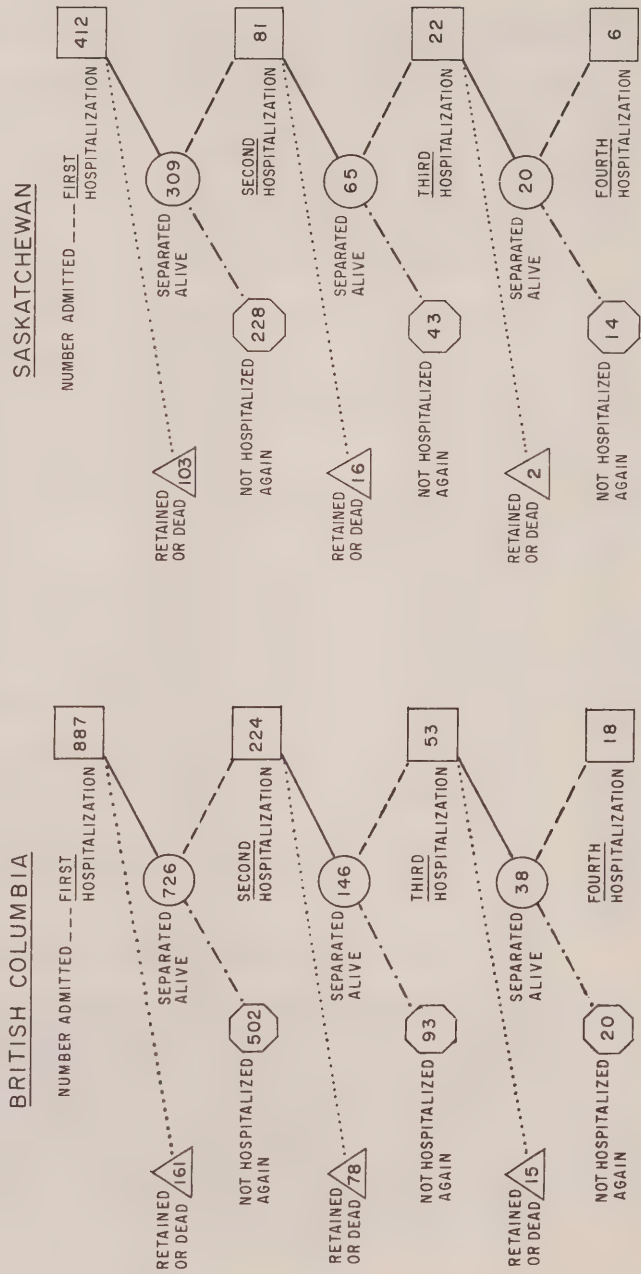 BRITISH COLUMBIA
NUMBER ADMITTED --- FIRST
HOSPITALIZATION
887
RETAINED
OR DEAD
161
726
SEPARATED
ALIVE
502
NOT HOSPITALIZED
AGAIN
SECOND
HOSPITALIZATION
224
RETAINED
OR DEAD
78
146
SEPARATED
ALIVE
93
NOT HOSPITALIZED
AGAIN
THIRD
HOSPITALIZATION
53
RETAINED
OR DEAD
15
38
SEPARATED
ALIVE
20
NOT HOSPITALIZED
AGAIN
FOURTH
HOSPITALIZATION
18
SASKATCHEWAN
NUMBER ADMITTED --- FIRST
HOSPITALIZATION
412
RETAINED
OR DEAD
103
309
SEPARATED
ALIVE
228
NOT HOSPITALIZED
AGAIN
SECOND
HOSPITALIZATION
81
RETAINED
OR DEAD
16
65
SEPARATED
ALIVE
43
NOT HOSPITALIZED
AGAIN
THIRD
HOSPITALIZATION
22
RETAINED
OR DEAD
2
20
SEPARATED
ALIVE
14
NOT HOSPITALIZED
AGAIN
FOURTH
HOSPITALIZATION
6